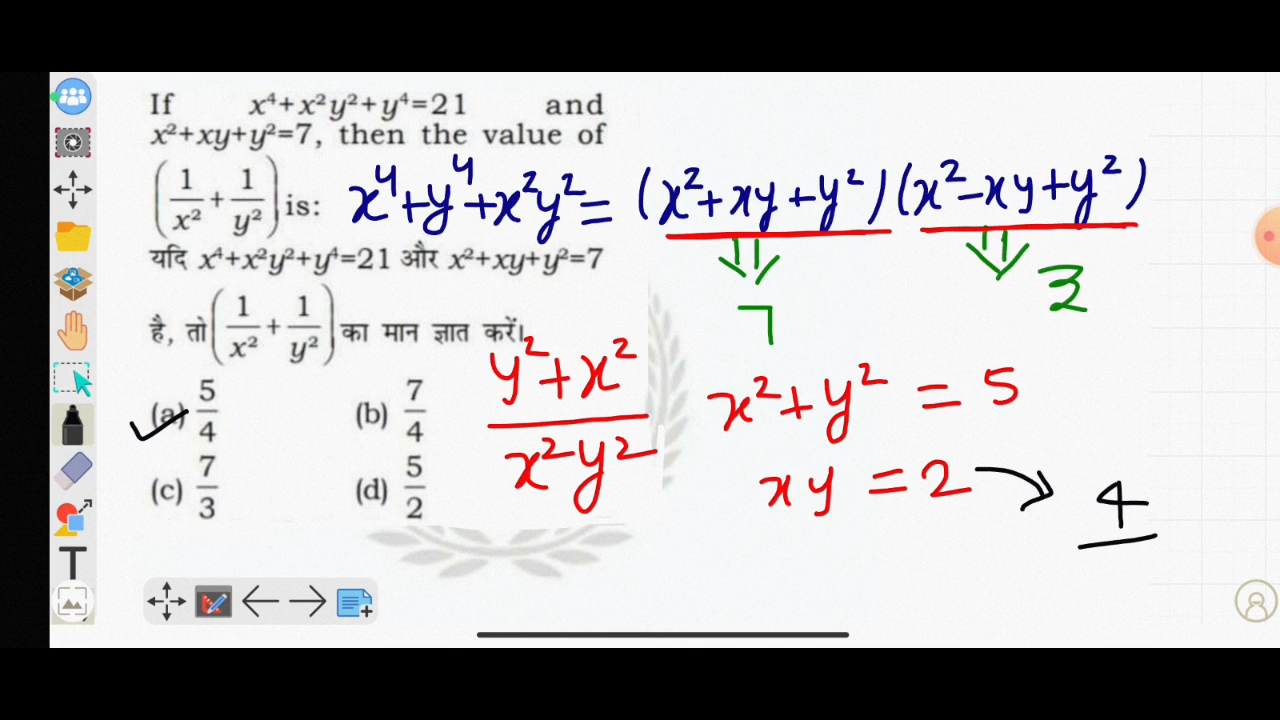 If x⁴+x²y²+y⁴=21 and
x²+xy+y²=7, then the value of
(1/x² + 1/y²) is:
x⁴+y⁴+x²y² = (x²+xy+y²)(x²-xy+y²)
7
3
यदि x⁴+x²y²+y⁴=21 और x²+xy+y²=7
है, तो (1/x² + 1/y²) का मान ज्ञात करें।
(a) 5/4 (b) 7/4
(c) 7/3 (d) 5/2
y²+x²
x²y²
x²+y² = 5
xy = 2
4
T